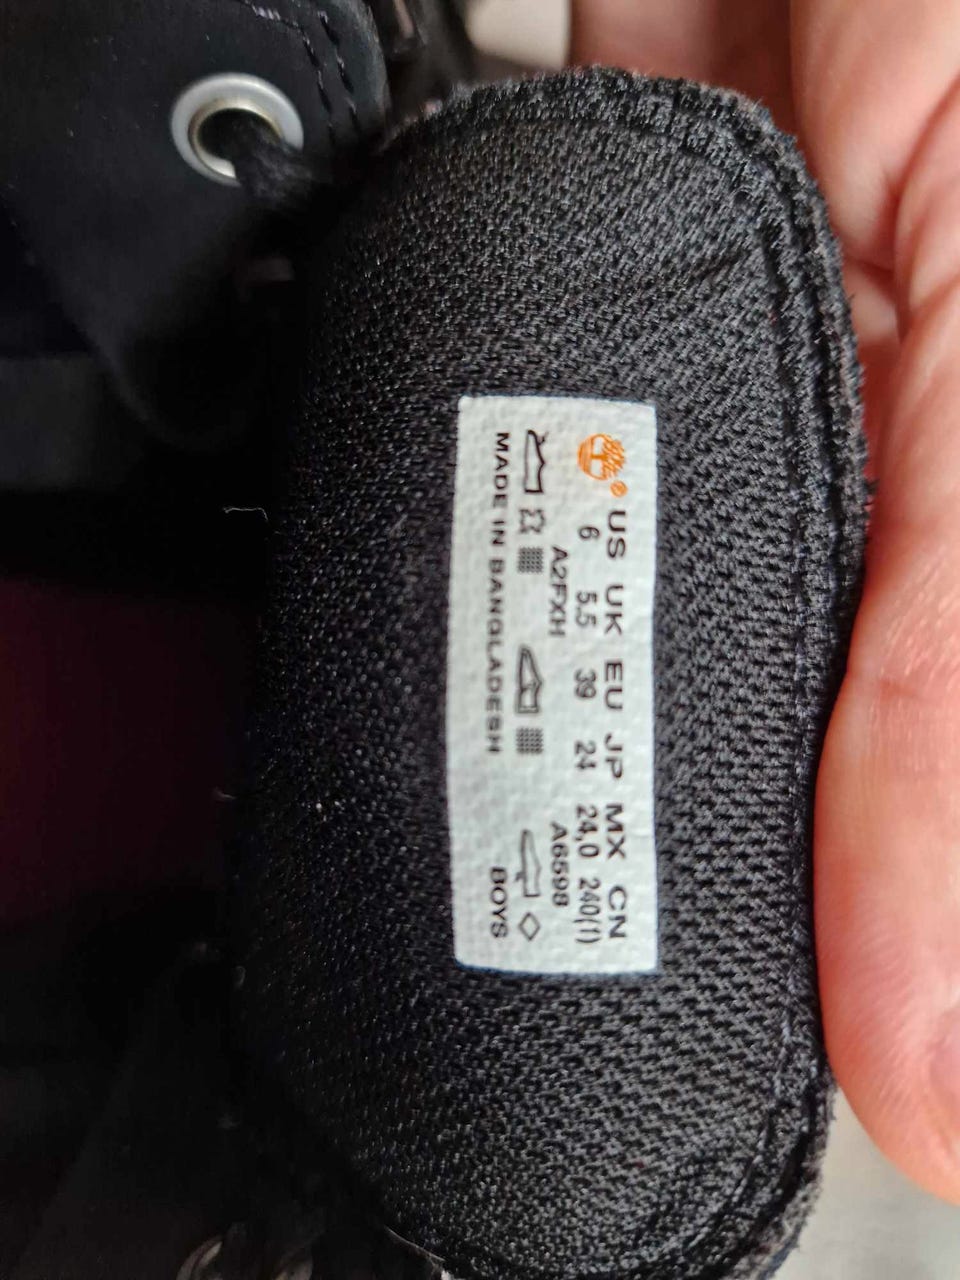 US UK EU JP MX CN
6 5.5 39 24 24,0 240(1)
A2FXH A6598
MADE IN BANGLADESH BOYS